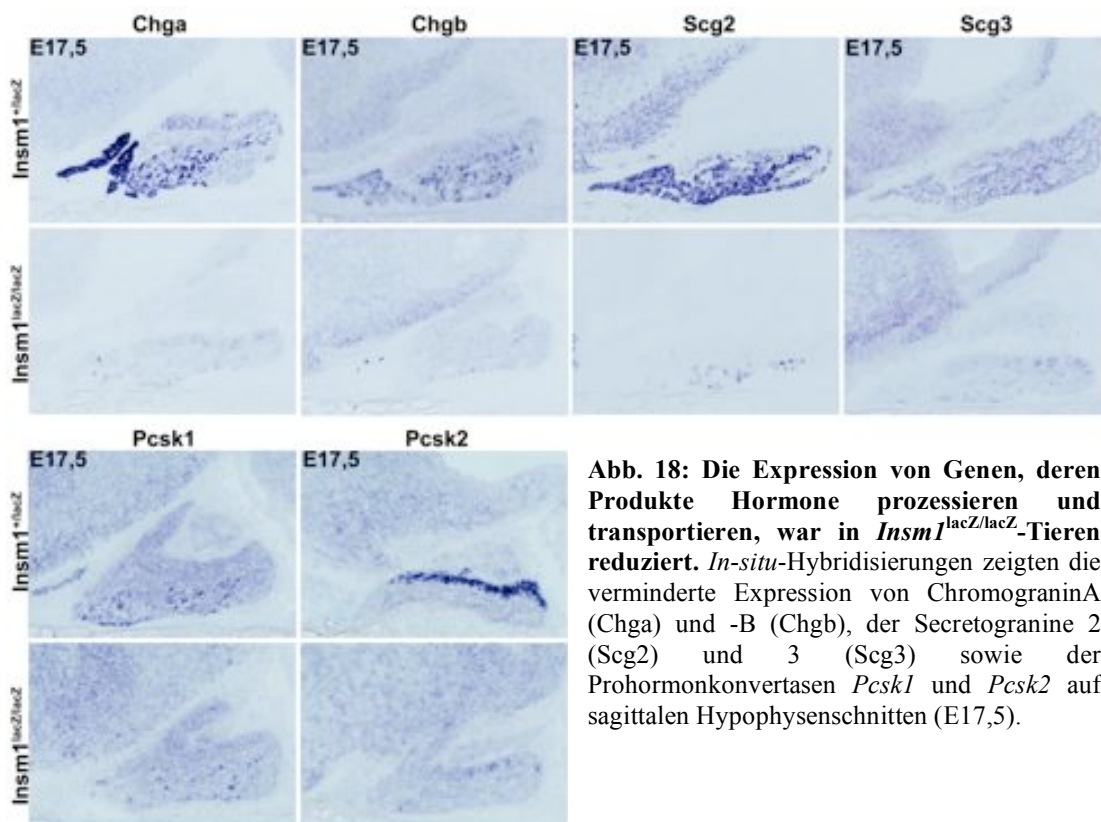 Chga Chgb Scg2 Scg3
E17,5 E17,5 E17,5 E17,5
Insm1+/lacZ
Insm1lacZ/lacZ
Pcsk1 Pcsk2
E17,5 E17,5
Insm1+/lacZ
Insm1lacZ/lacZ
Abb. 18: Die Expression von Genen, deren
Produkte Hormone prozessieren und
transportieren, war in Insm1lacZ/lacZ-Tieren
reduziert. In-situ-Hybridisierungen zeigten die
verminderte Expression von ChromograninA
(Chga) und -B (Chgb), der Secretogranine 2
(Scg2) und 3 (Scg3) sowie der
Prohormonkonvertasen Pcsk1 und Pcsk2 auf
sagittalen Hypophysenschnitten (E17,5).